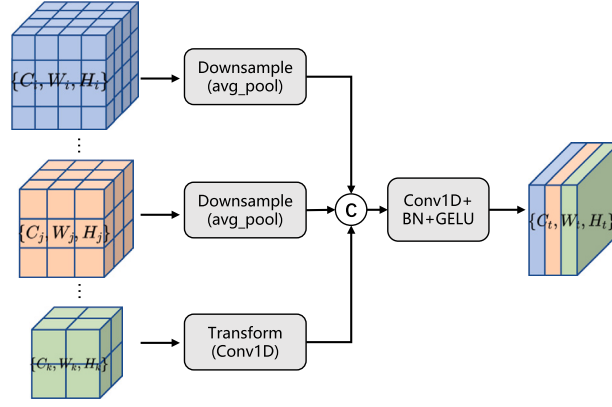 {C_i, W_i, H_i}
Downsample
(avg_pool)
{C_j, W_j, H_j}
Downsample
(avg_pool)
C
Conv1D+
BN+GELU
{C_t, W_t, H_t}
{C_k, W_k, H_k}
Transform
(Conv1D)